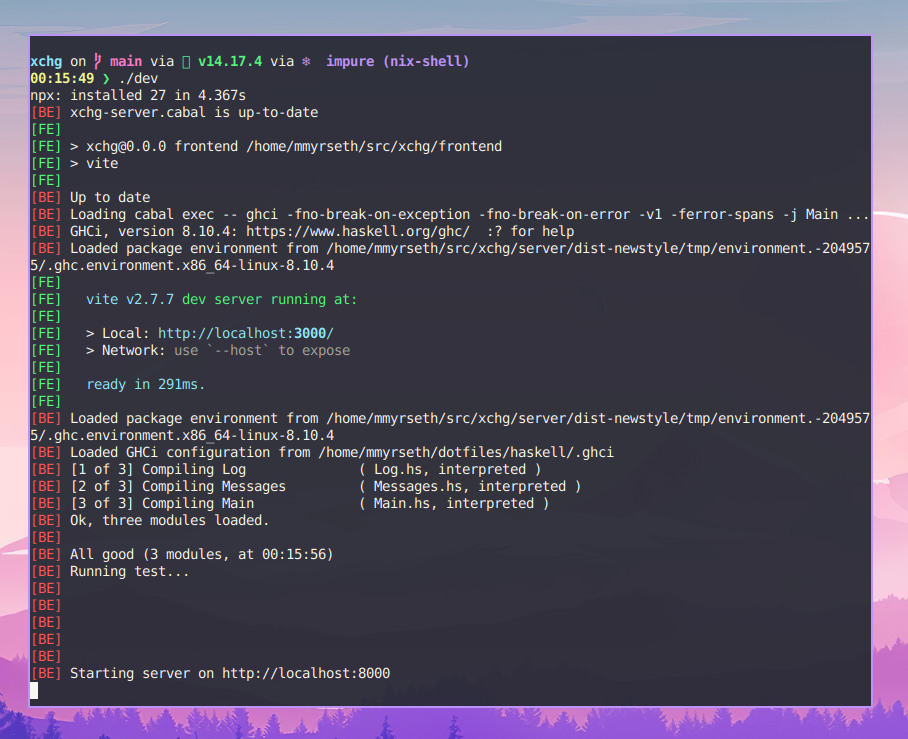 xchg on main via v14.17.4 via ❄ impure (nix-shell)
00:15:49 ❯ ./dev
npx: installed 27 in 4.367s
[BE] xchg-server.cabal is up-to-date
[FE]
[FE] > xchg@0.0.0 frontend /home/mmyrseth/src/xchg/frontend
[FE] > vite
[FE]
[BE] Up to date
[BE] Loading cabal exec -- ghci -fno-break-on-exception -fno-break-on-error -v1 -ferror-spans -j Main ...
[BE] GHCi, version 8.10.4: https://www.haskell.org/ghc/  :? for help
[BE] Loaded package environment from /home/mmyrseth/src/xchg/server/dist-newstyle/tmp/environment.-204957
5/.ghc.environment.x86_64-linux-8.10.4
[FE]
[FE]   vite v2.7.7 dev server running at:
[FE]
[FE]   > Local: http://localhost:3000/
[FE]   > Network: use `--host` to expose
[FE]
[FE]   ready in 291ms.
[FE]
[BE] Loaded package environment from /home/mmyrseth/src/xchg/server/dist-newstyle/tmp/environment.-204957
5/.ghc.environment.x86_64-linux-8.10.4
[BE] Loaded GHCi configuration from /home/mmyrseth/dotfiles/haskell/.ghci
[BE] [1 of 3] Compiling Log              ( Log.hs, interpreted )
[BE] [2 of 3] Compiling Messages         ( Messages.hs, interpreted )
[BE] [3 of 3] Compiling Main             ( Main.hs, interpreted )
[BE] Ok, three modules loaded.
[BE]
[BE] All good (3 modules, at 00:15:56)
[BE] Running test...
[BE]
[BE]
[BE]
[BE]
[BE]
[BE] Starting server on http://localhost:8000